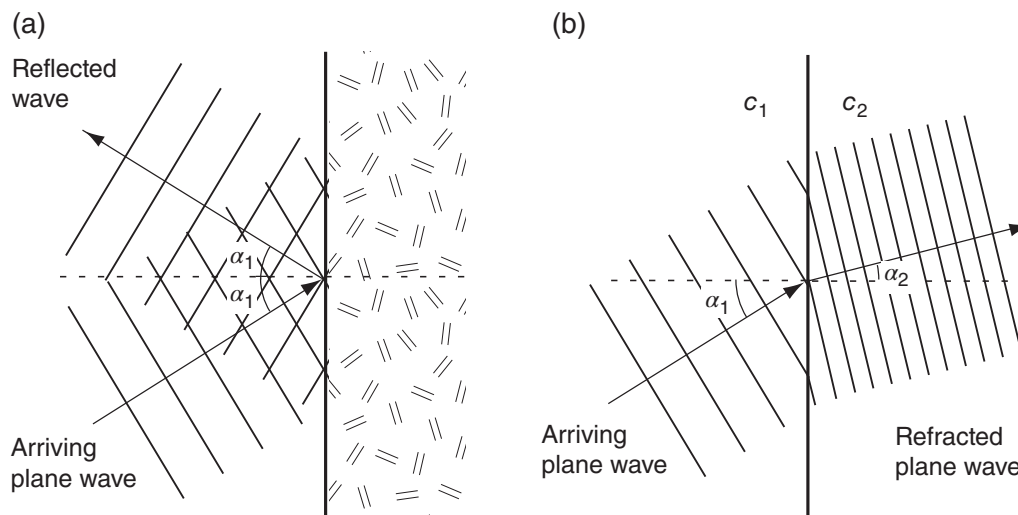 (a)
Reflected
wave
α₁
α₁
Arriving
plane wave
(b)
c₁
c₂
α₁
α₂
Arriving
plane wave
Refracted
plane wave